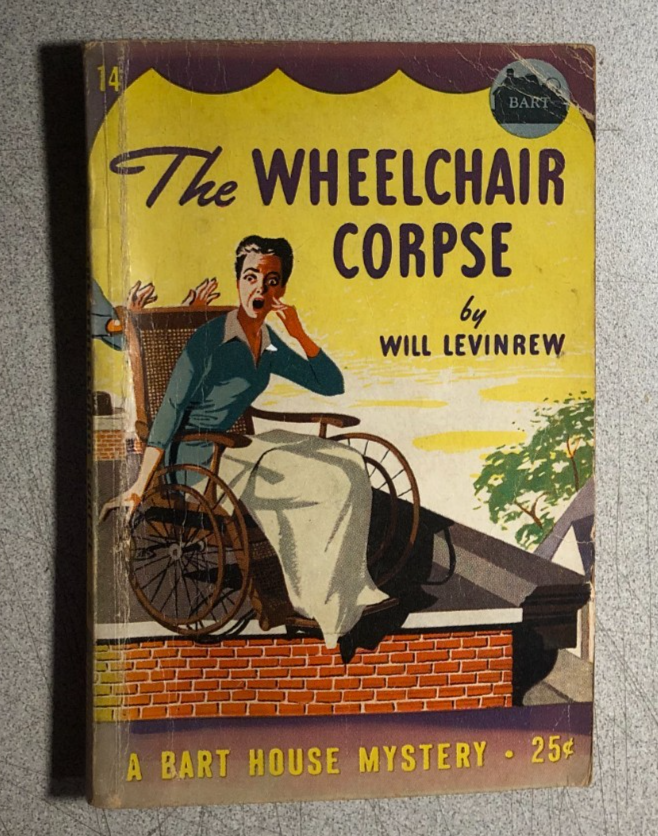 14
BART
The WHEELCHAIR
CORPSE
by
WILL LEVINREW
A BART HOUSE MYSTERY · 25¢